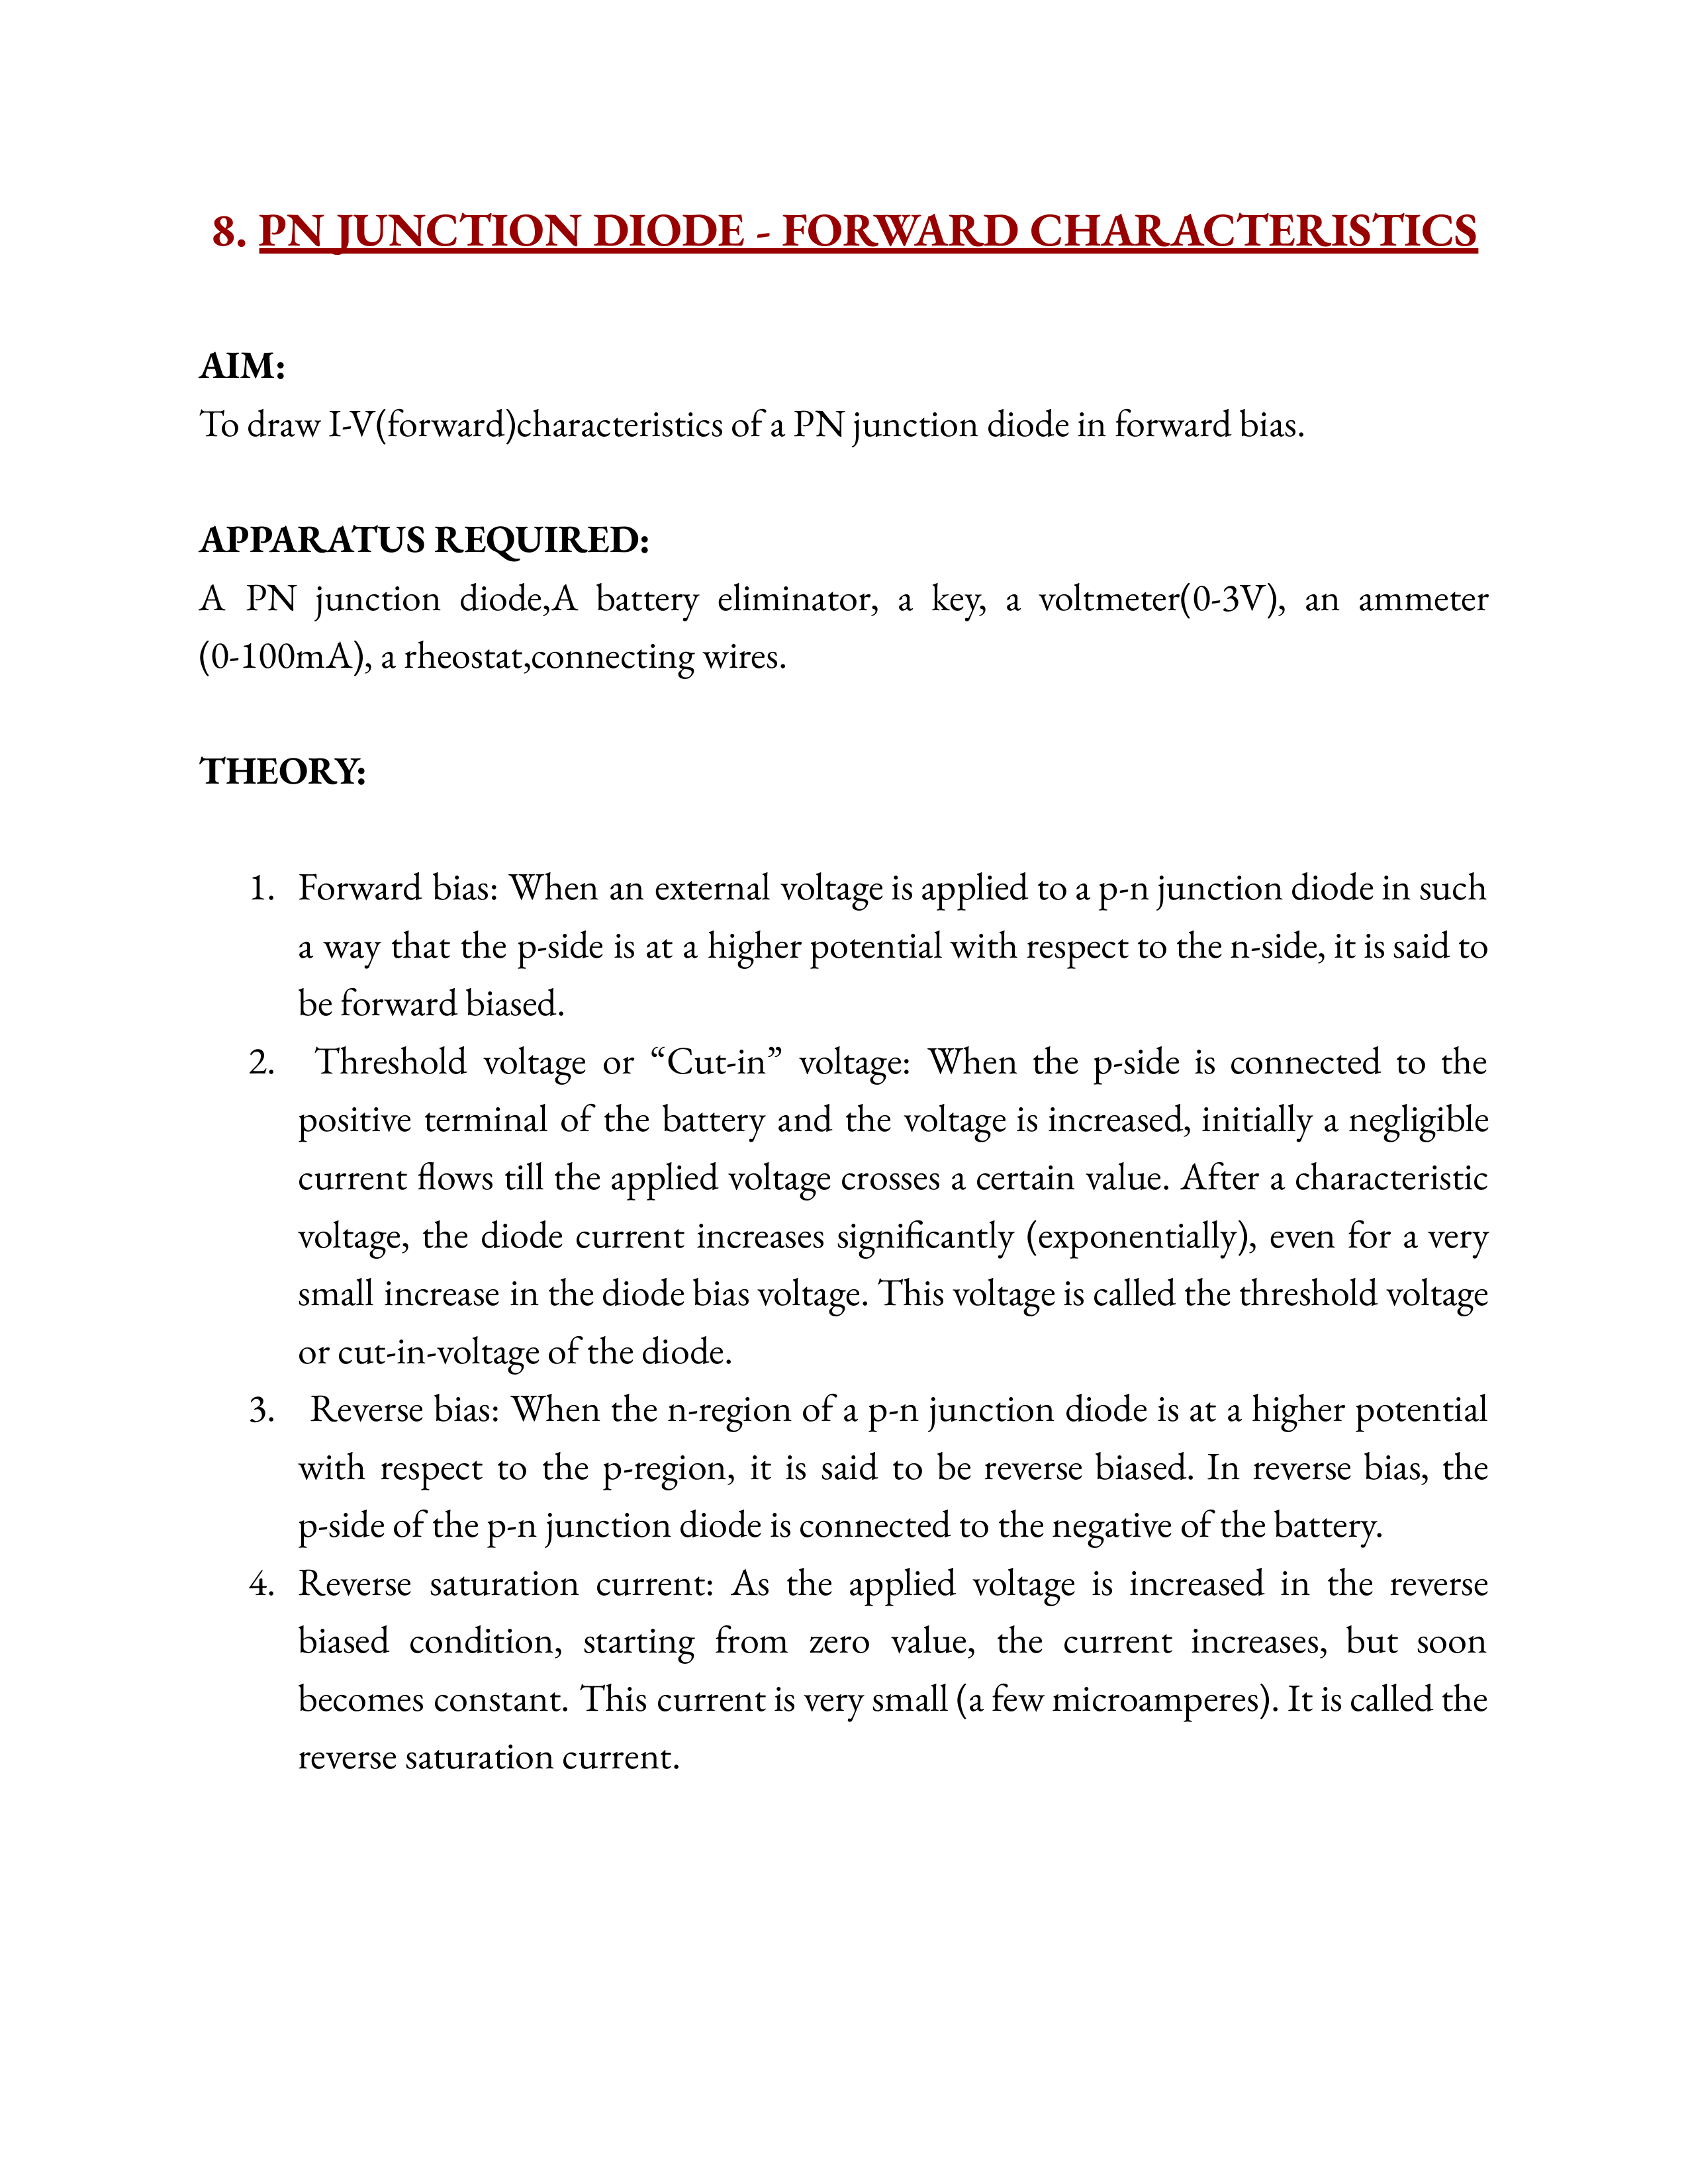 8. PN JUNCTION DIODE - FORWARD CHARACTERISTICS
AIM:
To draw I-V(forward)characteristics of a PN junction diode in forward bias.
APPARATUS REQUIRED:
A PN junction diode,A battery eliminator, a key, a voltmeter(0-3V), an ammeter
(0-100mA), a rheostat,connecting wires.
THEORY:
1. Forward bias: When an external voltage is applied to a p-n junction diode in such
a way that the p-side is at a higher potential with respect to the n-side, it is said to
be forward biased.
2. Threshold voltage or “Cut-in” voltage: When the p-side is connected to the
positive terminal of the battery and the voltage is increased, initially a negligible
current flows till the applied voltage crosses a certain value. After a characteristic
voltage, the diode current increases significantly (exponentially), even for a very
small increase in the diode bias voltage. This voltage is called the threshold voltage
or cut-in-voltage of the diode.
3. Reverse bias: When the n-region of a p-n junction diode is at a higher potential
with respect to the p-region, it is said to be reverse biased. In reverse bias, the
p-side of the p-n junction diode is connected to the negative of the battery.
4. Reverse saturation current: As the applied voltage is increased in the reverse
biased condition, starting from zero value, the current increases, but soon
becomes constant. This current is very small (a few microamperes). It is called the
reverse saturation current.